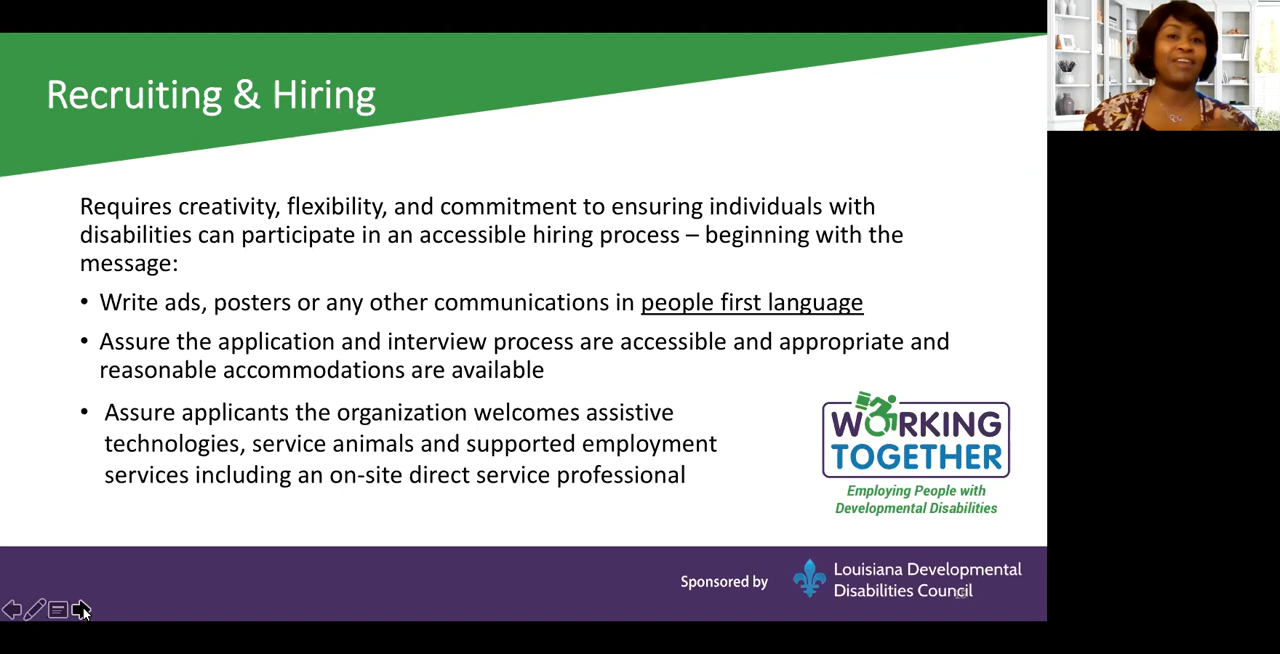 Recruiting & Hiring
Requires creativity, flexibility, and commitment to ensuring individuals with
disabilities can participate in an accessible hiring process – beginning with the
message:
• Write ads, posters or any other communications in people first language
• Assure the application and interview process are accessible and appropriate and
reasonable accommodations are available
• Assure applicants the organization welcomes assistive
technologies, service animals and supported employment
services including an on-site direct service professional
WORKING
TOGETHER
Employing People with
Developmental Disabilities
Sponsored by
Louisiana Developmental
Disabilities Council